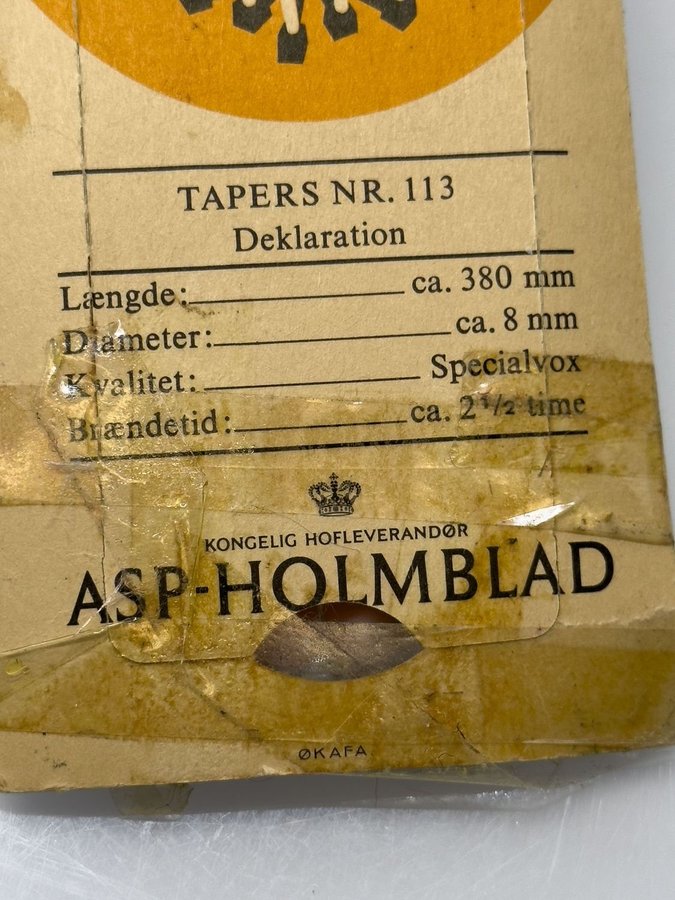 TAPERS NR. 113
Deklaration
Længde: ca. 380 mm
Diameter: ca. 8 mm
Kvalitet: Specialvox
Brændetid: ca. 2 1/2 time
KONGELIG HOFLEVERANDØR
ASP-HOLMBLAD
ØKAFA